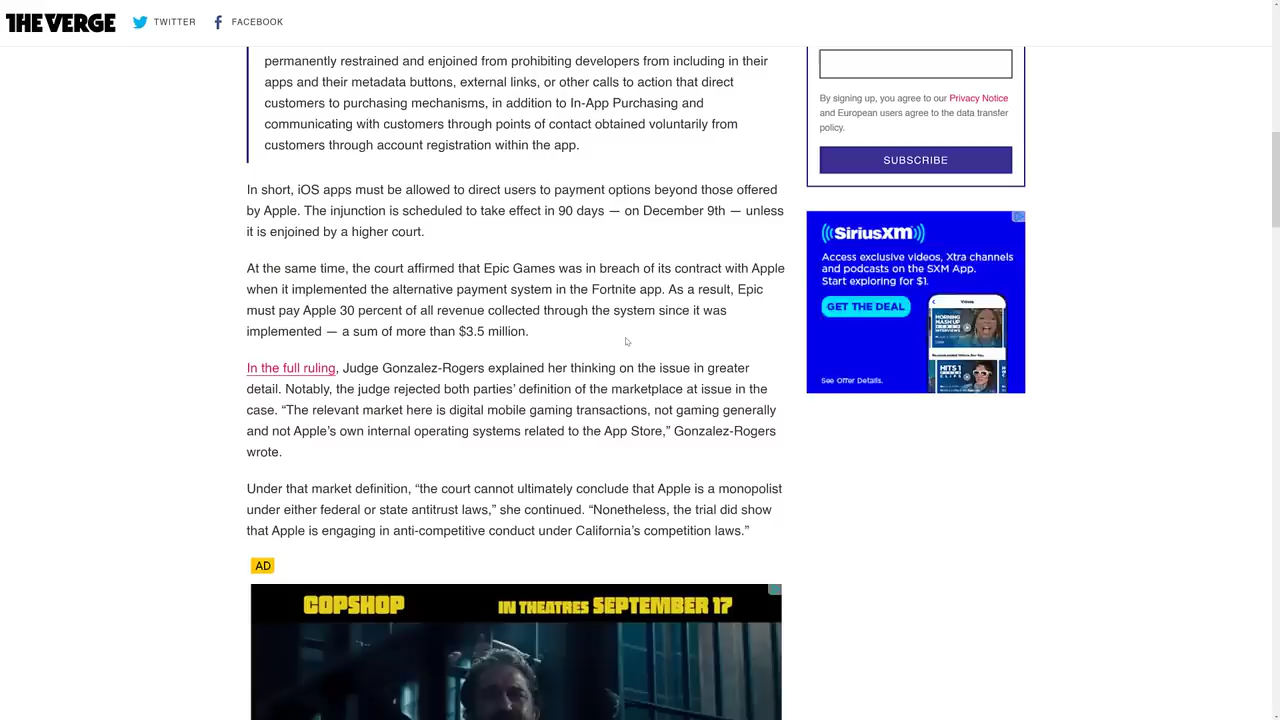 THE VERGE
TWITTER
FACEBOOK
permanently restrained and enjoined from prohibiting developers from including in their
apps and their metadata buttons, external links, or other calls to action that direct
customers to purchasing mechanisms, in addition to In-App Purchasing and
communicating with customers through points of contact obtained voluntarily from
customers through account registration within the app.
In short, iOS apps must be allowed to direct users to payment options beyond those offered
by Apple. The injunction is scheduled to take effect in 90 days — on December 9th — unless
it is enjoined by a higher court.
At the same time, the court affirmed that Epic Games was in breach of its contract with Apple
when it implemented the alternative payment system in the Fortnite app. As a result, Epic
must pay Apple 30 percent of all revenue collected through the system since it was
implemented — a sum of more than $3.5 million.
In the full ruling, Judge Gonzalez-Rogers explained her thinking on the issue in greater
detail. Notably, the judge rejected both parties’ definition of the marketplace at issue in the
case. “The relevant market here is digital mobile gaming transactions, not gaming generally
and not Apple’s own internal operating systems related to the App Store,” Gonzalez-Rogers
wrote.
Under that market definition, “the court cannot ultimately conclude that Apple is a monopolist
under either federal or state antitrust laws,” she continued. “Nonetheless, the trial did show
that Apple is engaging in anti-competitive conduct under California’s competition laws.”
AD
COPSHOP
IN THEATRES SEPTEMBER 17
By signing up, you agree to our Privacy Notice
and European users agree to the data transfer
policy.
SUBSCRIBE
SiriusXM
Access exclusive videos, Xtra channels
and podcasts on the SXM App.
Start exploring for $1.
GET THE DEAL
See Offer Details.
Videos
MORNING
MASH UP
HITS 1